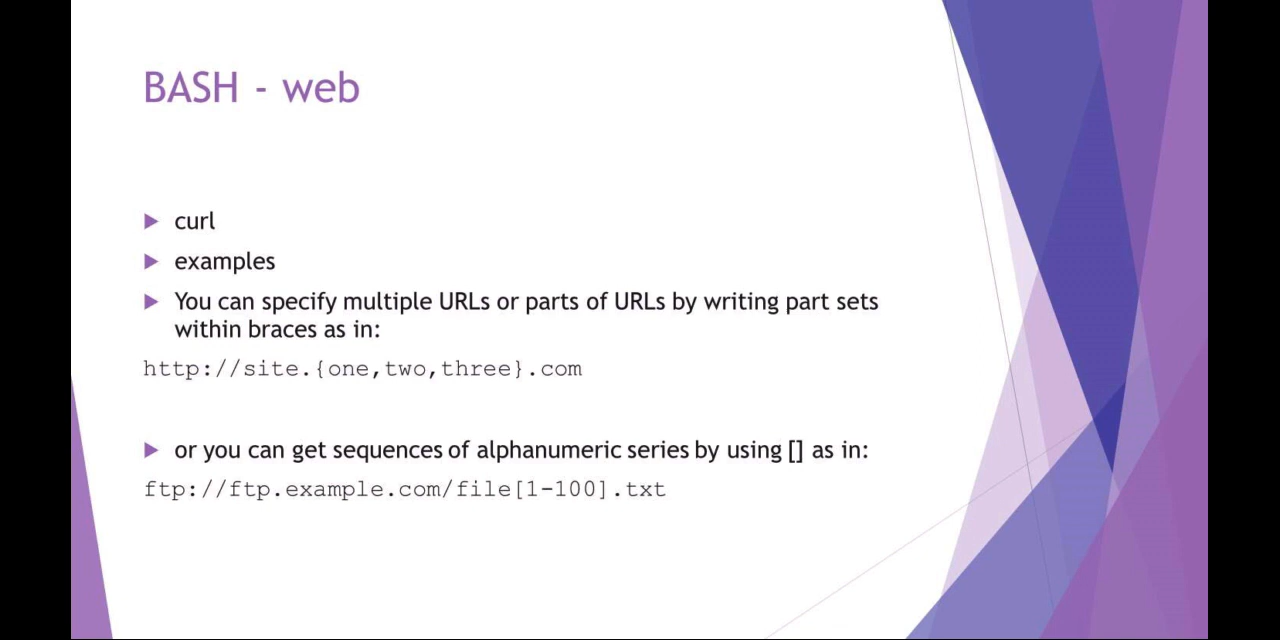 BASH - web
curl
examples
You can specify multiple URLs or parts of URLs by writing part sets
within braces as in:
http://site.{one,two,three}.com
or you can get sequences of alphanumeric series by using [] as in:
ftp://ftp.example.com/file[1-100].txt